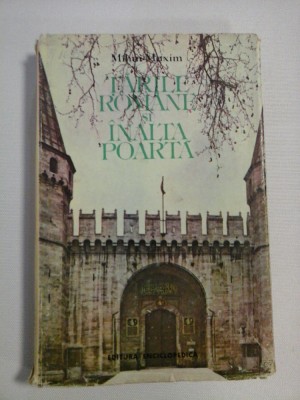 Mihai Maxim
ȚĂRILE
ROMÂNE
ȘI
ÎNALTA
POARTĂ
EDITURA ENCICLOPEDICĂ